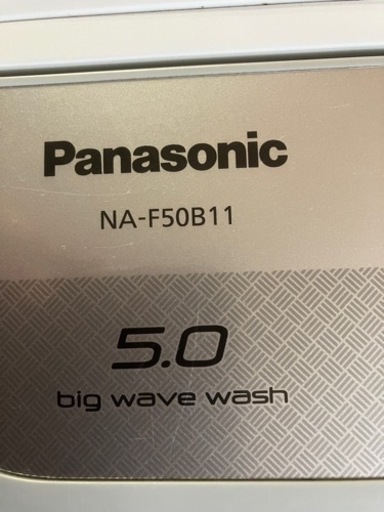 Panasonic
NA-F50B11
5.0
big wave wash